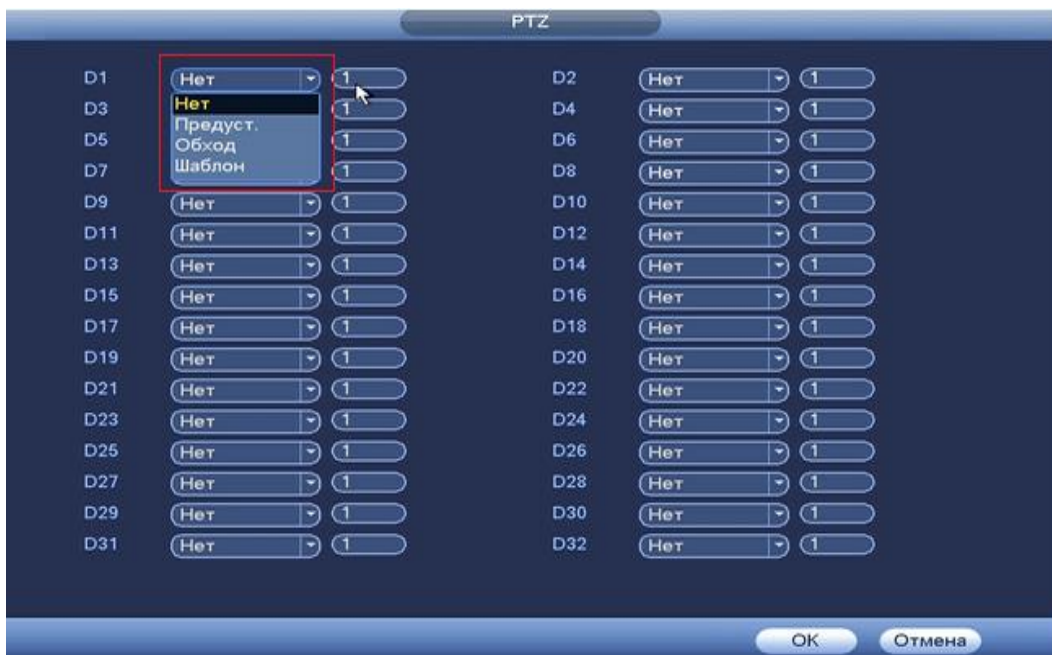 PTZ
D1 Нет 1 D2 Нет 1
Нет
Предуст.
Обход
Шаблон
D3 1 D4 Нет 1
D5 1 D6 Нет 1
D7 1 D8 Нет 1
D9 Нет 1 D10 Нет 1
D11 Нет 1 D12 Нет 1
D13 Нет 1 D14 Нет 1
D15 Нет 1 D16 Нет 1
D17 Нет 1 D18 Нет 1
D19 Нет 1 D20 Нет 1
D21 Нет 1 D22 Нет 1
D23 Нет 1 D24 Нет 1
D25 Нет 1 D26 Нет 1
D27 Нет 1 D28 Нет 1
D29 Нет 1 D30 Нет 1
D31 Нет 1 D32 Нет 1
OK Отмена